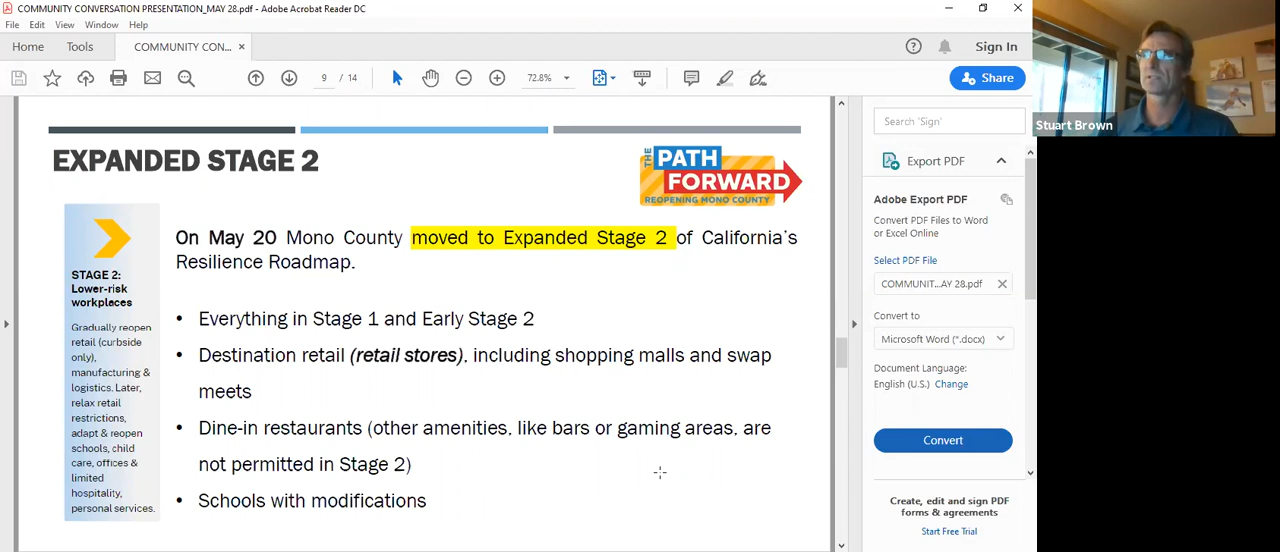 COMMUNITY CONVERSATION PRESENTATION_MAY 28.pdf - Adobe Acrobat Reader DC
File Edit View Window Help
Home Tools COMMUNITY CON... ×
Sign In
9 / 14
72.8%
Share
EXPANDED STAGE 2
THE PATH
FORWARD
REOPENING MONO COUNTY
STAGE 2:
Lower-risk
workplaces
Gradually reopen
retail (curbside
only),
manufacturing &
logistics. Later,
relax retail
restrictions,
adapt & reopen
schools, child
care, offices &
limited
hospitality,
personal services.
On May 20 Mono County moved to Expanded Stage 2 of California's
Resilience Roadmap.
• Everything in Stage 1 and Early Stage 2
• Destination retail (retail stores), including shopping malls and swap
meets
• Dine-in restaurants (other amenities, like bars or gaming areas, are
not permitted in Stage 2)
• Schools with modifications
Search 'Sign'
Export PDF
Adobe Export PDF
Convert PDF Files to Word
or Excel Online
Select PDF File
COMMUNIT...AY 28.pdf ×
Convert to
Microsoft Word (*.docx)
Document Language:
English (U.S.) Change
Convert
Create, edit and sign PDF
forms & agreements
Start Free Trial
Stuart Brown